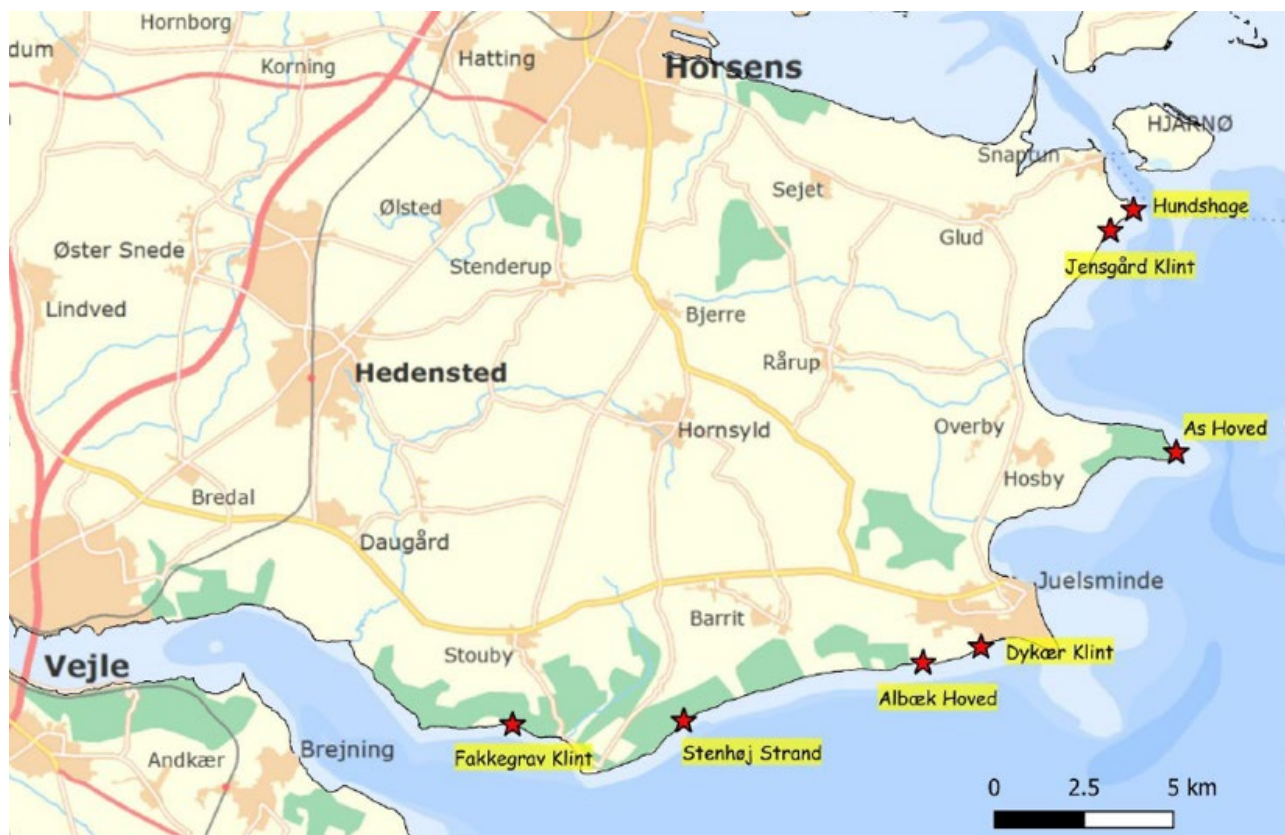 Hornborg
dum
Hatting
Korning
Horsens
HJARNØ
Snaptun
Sejet
Ølsted
Hundshage
Glud
Øster Snede
Stenderup
Jensgård Klint
Lindved
Bjerre
Rårup
Hedensted
Overby
As Hoved
Hornsyld
Hosby
Bredal
Daugård
Juelsminde
Barrit
Stouby
Dykær Klint
Vejle
Albæk Hoved
Brejning
Andkær
Fakkegrav Klint
Stenhøj Strand
0 2.5 5 km